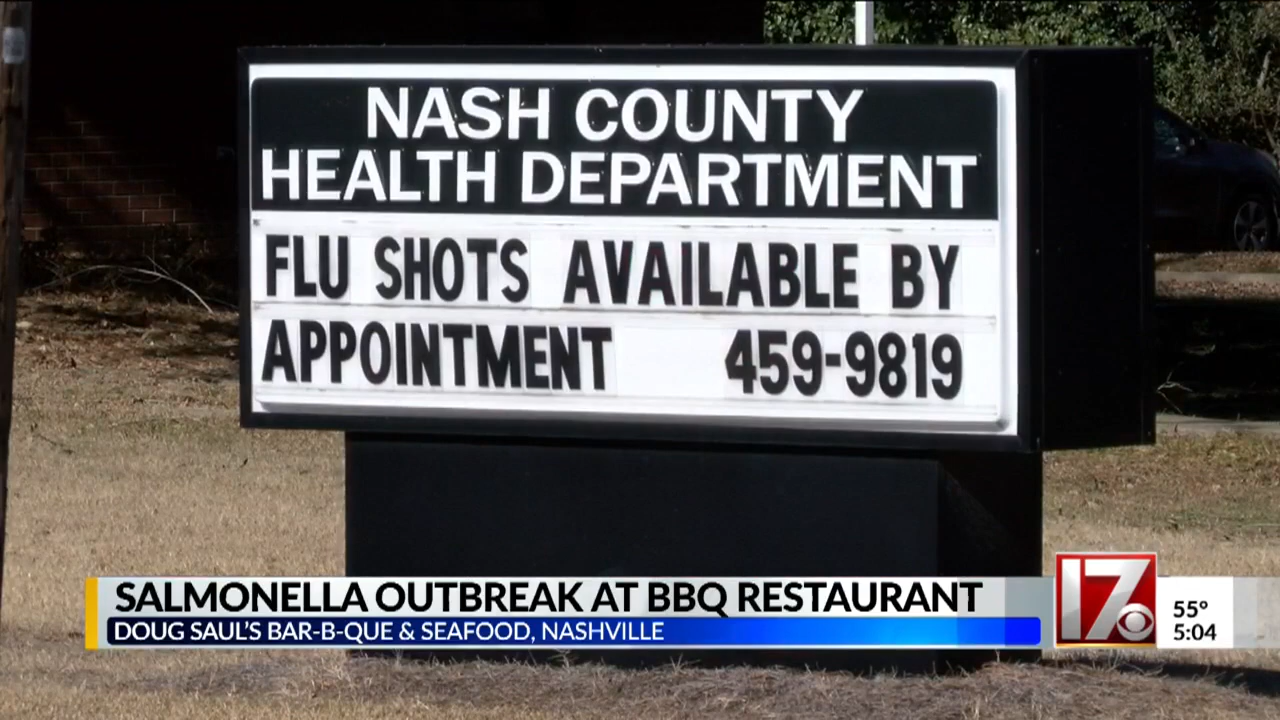 NASH COUNTY
HEALTH DEPARTMENT
FLU SHOTS AVAILABLE BY
APPOINTMENT 459-9819
SALMONELLA OUTBREAK AT BBQ RESTAURANT
DOUG SAUL'S BAR-B-QUE & SEAFOOD, NASHVILLE
17
55°
5:04